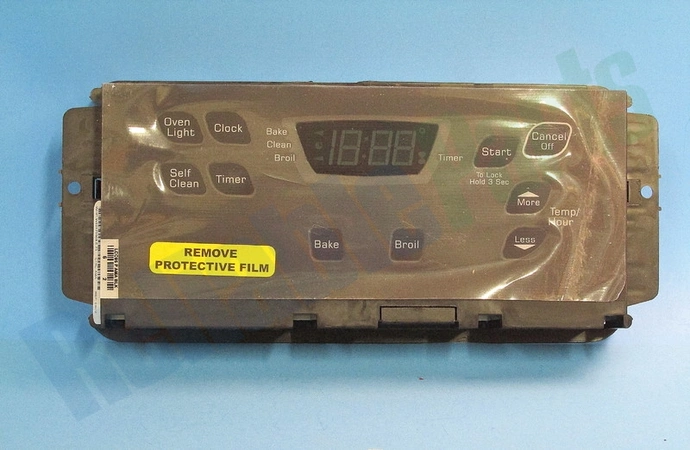 Oven
Light
Clock
Self
Clean
Timer
Bake
Clean
Broil
18:88
Timer
Start
To Lock
Hold 3 Sec
Cancel
Off
More
Temp/
Hour
Less
Bake
Broil
REMOVE
PROTECTIVE FILM